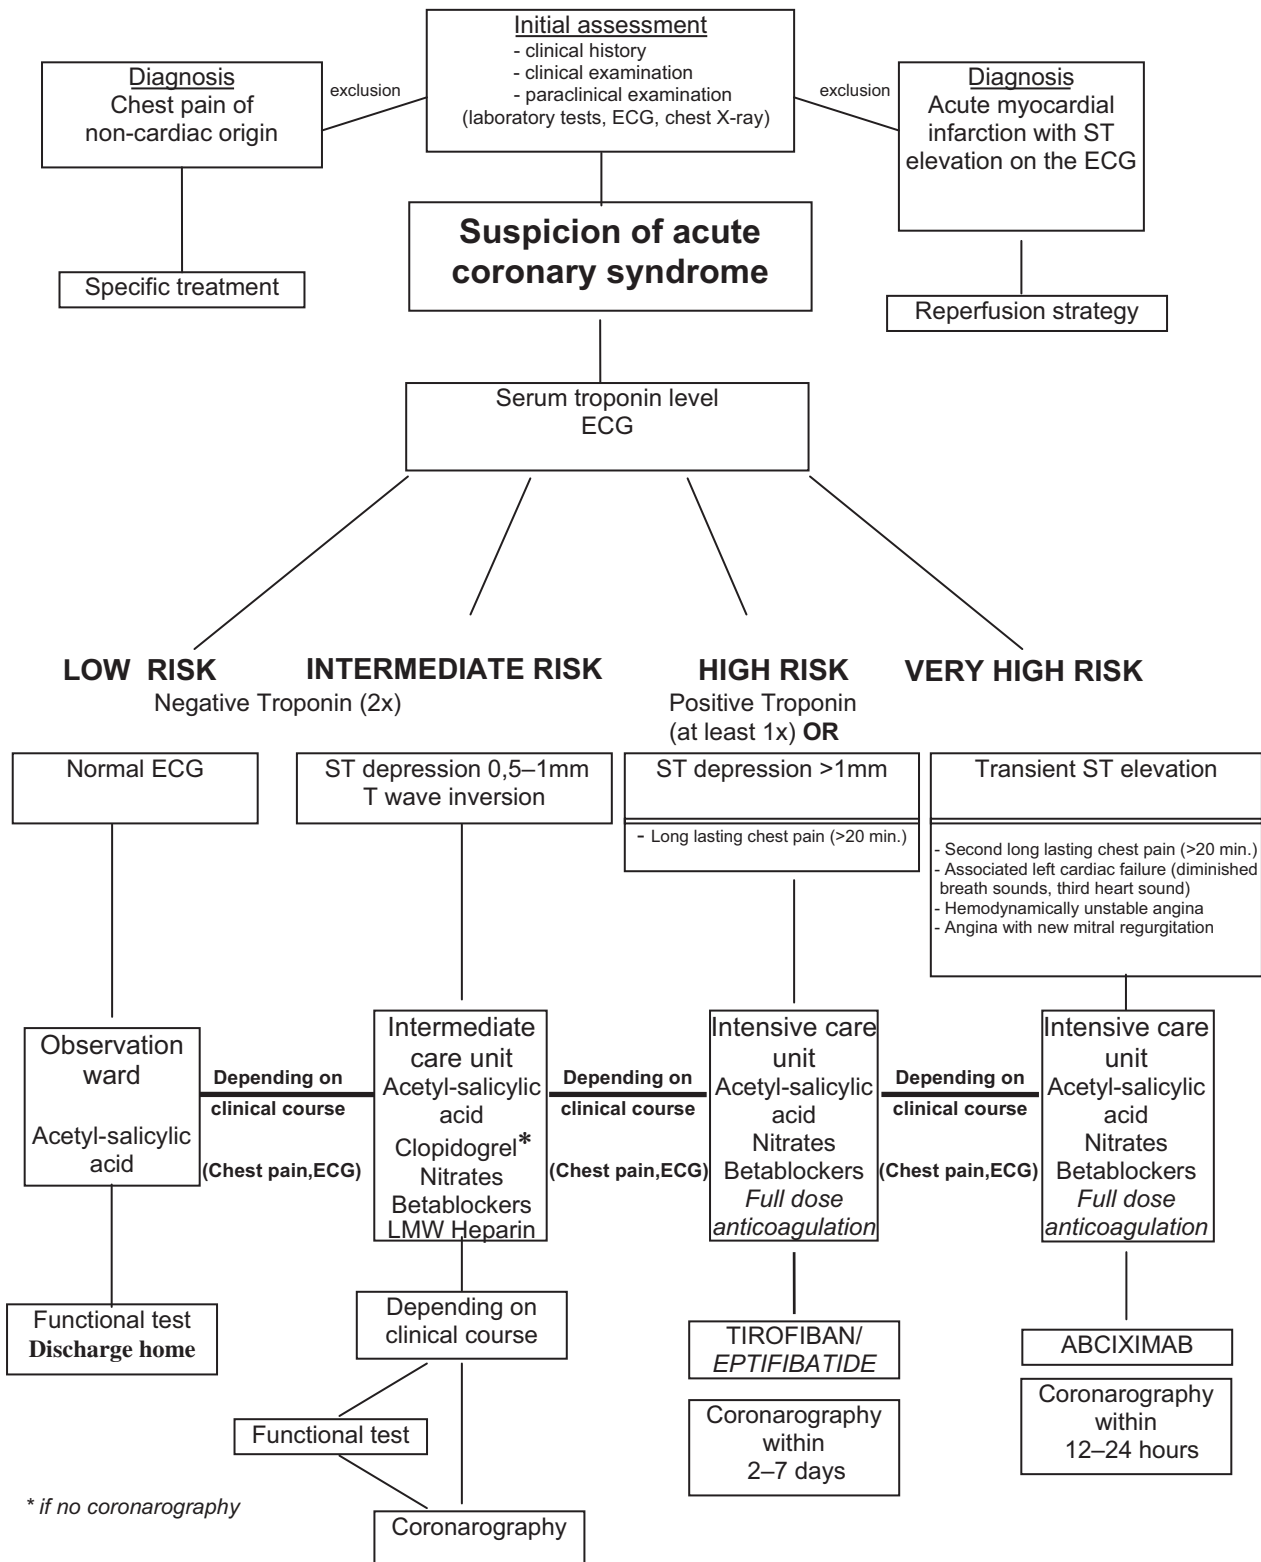 Initial assessment
- clinical history
- clinical examination
- paraclinical examination
(laboratory tests, ECG, chest X-ray)
Diagnosis
Chest pain of
non-cardiac origin
exclusion
exclusion
Diagnosis
Acute myocardial
infarction with ST
elevation on the ECG
Specific treatment
Suspicion of acute
coronary syndrome
Reperfusion strategy
Serum troponin level
ECG
LOW RISK
INTERMEDIATE RISK
Negative Troponin (2x)
HIGH RISK
Positive Troponin
(at least 1x) OR
VERY HIGH RISK
Normal ECG
ST depression 0,5–1mm
T wave inversion
ST depression >1mm
- Long lasting chest pain (>20 min.)
Transient ST elevation
- Second long lasting chest pain (>20 min.)
- Associated left cardiac failure (diminished
breath sounds, third heart sound)
- Hemodynamically unstable angina
- Angina with new mitral regurgitation
Observation
ward
Acetyl-salicylic
acid
Depending on
clinical course
(Chest pain,ECG)
Intermediate
care unit
Acetyl-salicylic
acid
Clopidogrel*
Nitrates
Betablockers
LMW Heparin
Depending on
clinical course
(Chest pain,ECG)
Intensive care
unit
Acetyl-salicylic
acid
Nitrates
Betablockers
Full dose
anticoagulation
Depending on
clinical course
(Chest pain,ECG)
Intensive care
unit
Acetyl-salicylic
acid
Nitrates
Betablockers
Full dose
anticoagulation
Functional test
Discharge home
Depending on
clinical course
Functional test
Coronarography
TIROFIBAN/
EPTIFIBATIDE
Coronarography
within
2–7 days
ABCIXIMAB
Coronarography
within
12–24 hours
* if no coronarography